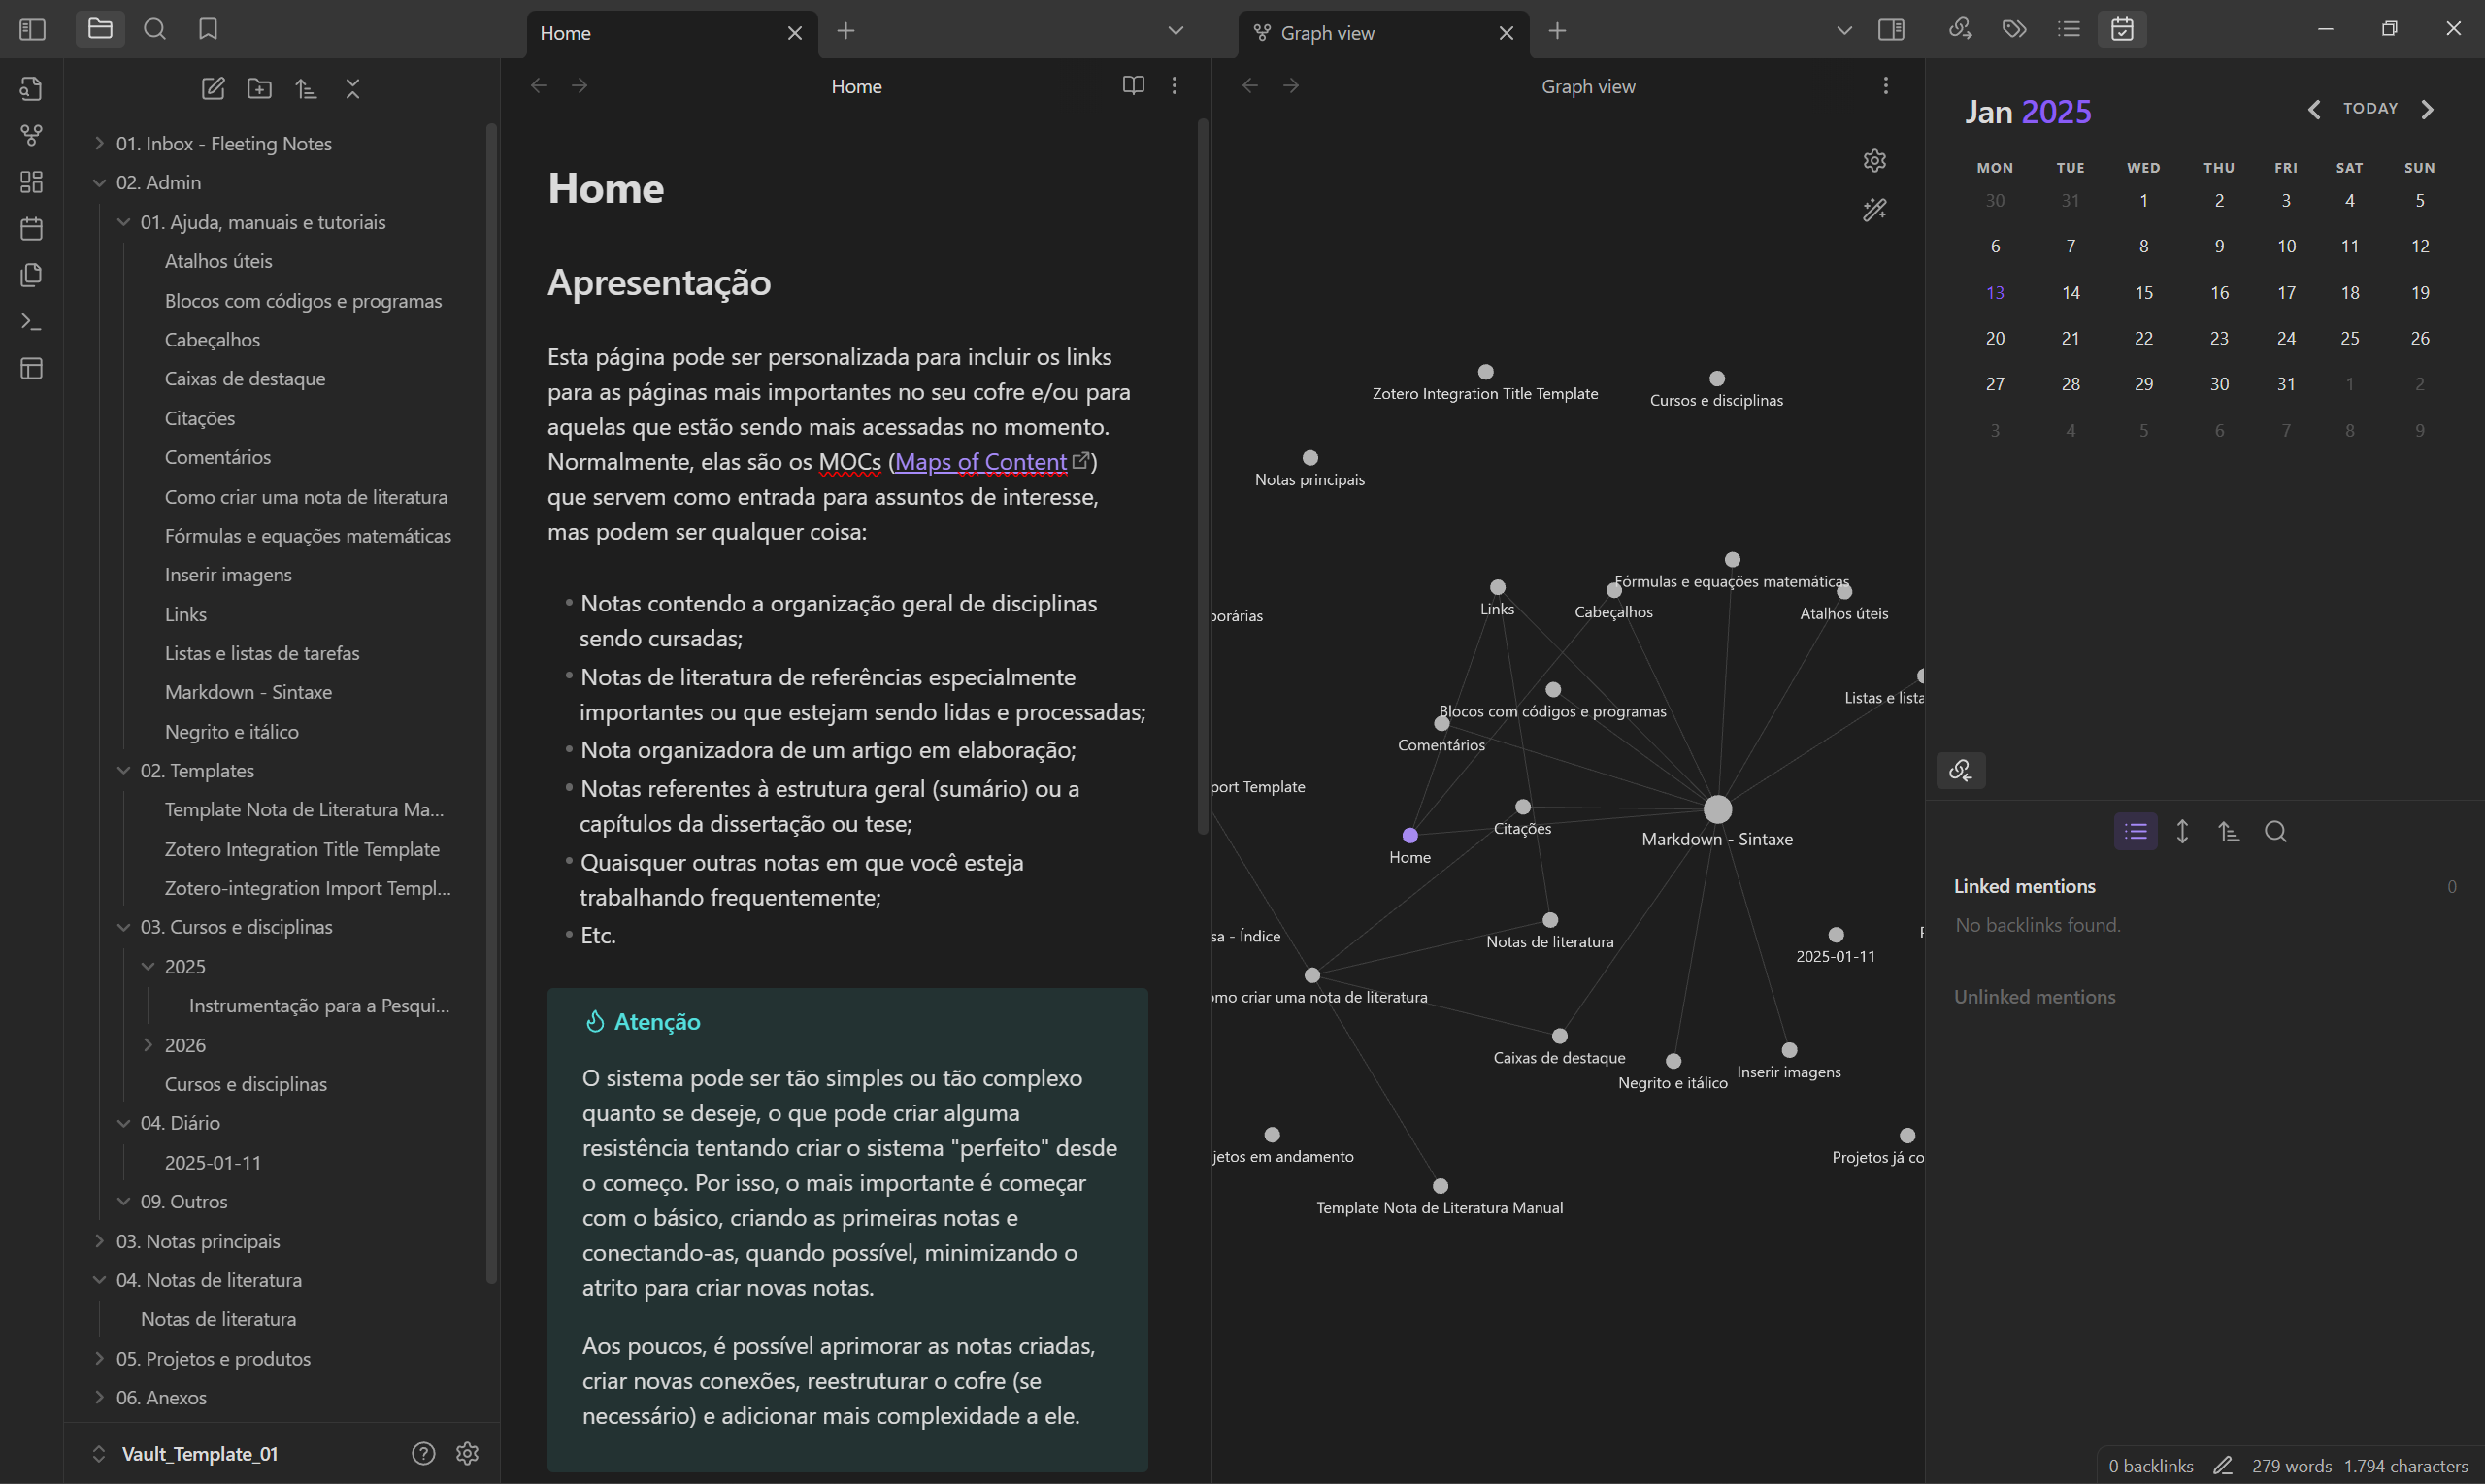 Home
Graph view
01. Inbox - Fleeting Notes
02. Admin
01. Ajuda, manuais e tutoriais
Atalhos úteis
Blocos com códigos e programas
Cabeçalhos
Caixas de destaque
Citações
Comentários
Como criar uma nota de literatura
Fórmulas e equações matemáticas
Inserir imagens
Links
Listas e listas de tarefas
Markdown - Sintaxe
Negrito e itálico
02. Templates
Template Nota de Literatura Ma...
Zotero Integration Title Template
Zotero-integration Import Templ...
03. Cursos e disciplinas
2025
Instrumentação para a Pesqui...
2026
Cursos e disciplinas
04. Diário
2025-01-11
09. Outros
03. Notas principais
04. Notas de literatura
Notas de literatura
05. Projetos e produtos
06. Anexos
Vault_Template_01
Home
Home
Apresentação
Esta página pode ser personalizada para incluir os links
para as páginas mais importantes no seu cofre e/ou para
aquelas que estão sendo mais acessadas no momento.
Normalmente, elas são os MOCs (Maps of Content)
que servem como entrada para assuntos de interesse,
mas podem ser qualquer coisa:
• Notas contendo a organização geral de disciplinas
sendo cursadas;
• Notas de literatura de referências especialmente
importantes ou que estejam sendo lidas e processadas;
• Nota organizadora de um artigo em elaboração;
• Notas referentes à estrutura geral (sumário) ou a
capítulos da dissertação ou tese;
• Quaisquer outras notas em que você esteja
trabalhando frequentemente;
• Etc.
Atenção
O sistema pode ser tão simples ou tão complexo
quanto se deseje, o que pode criar alguma
resistência tentando criar o sistema "perfeito" desde
o começo. Por isso, o mais importante é começar
com o básico, criando as primeiras notas e
conectando-as, quando possível, minimizando o
atrito para criar novas notas.
Aos poucos, é possível aprimorar as notas criadas,
criar novas conexões, reestruturar o cofre (se
necessário) e adicionar mais complexidade a ele.
Graph view
Zotero Integration Title Template
Cursos e disciplinas
Notas principais
Fórmulas e equações matemáticas
Links
Cabeçalhos
Atalhos úteis
porárias
Listas e lista
Blocos com códigos e programas
Comentários
port Template
Citações
Markdown - Sintaxe
Home
sa - Índice
Notas de literatura
2025-01-11
omo criar uma nota de literatura
Caixas de destaque
Negrito e itálico
Inserir imagens
jetos em andamento
Projetos já co
Template Nota de Literatura Manual
Jan 2025
TODAY
MON TUE WED THU FRI SAT SUN
30 31 1 2 3 4 5
6 7 8 9 10 11 12
13 14 15 16 17 18 19
20 21 22 23 24 25 26
27 28 29 30 31 1 2
3 4 5 6 7 8 9
Linked mentions 0
No backlinks found.
Unlinked mentions
0 backlinks 279 words 1.794 characters